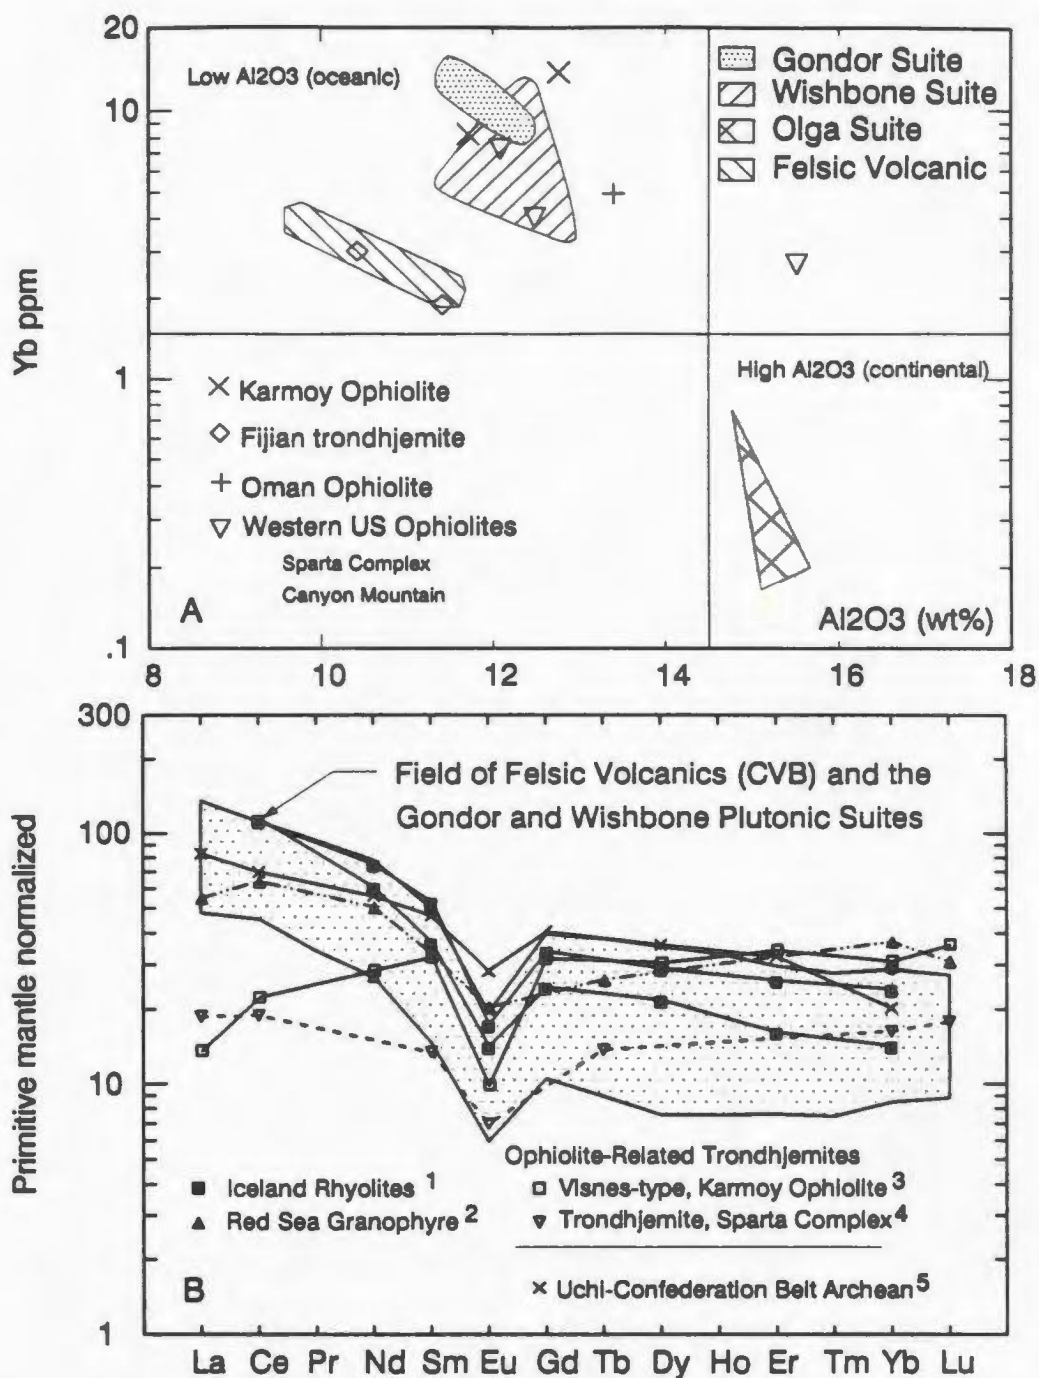 20
10
1
.1
Yb ppm
Low Al2O3 (oceanic)
Gondor Suite
Wishbone Suite
Olga Suite
Felsic Volcanic
High Al2O3 (continental)
Karmoy Ophiolite
Fijian trondhjemite
Oman Ophiolite
Western US Ophiolites
Sparta Complex
Canyon Mountain
A
Al2O3 (wt%)
8 10 12 14 16 18
300
100
10
1
Primitive mantle normalized
Field of Felsic Volcanics (CVB) and the
Gondor and Wishbone Plutonic Suites
Iceland Rhyolites 1
Red Sea Granophyre 2
Ophiolite-Related Trondhjemites
Visnes-type, Karmoy Ophiolite 3
Trondhjemite, Sparta Complex 4
Uchi-Confederation Belt Archean 5
B
La Ce Pr Nd Sm Eu Gd Tb Dy Ho Er Tm Yb Lu